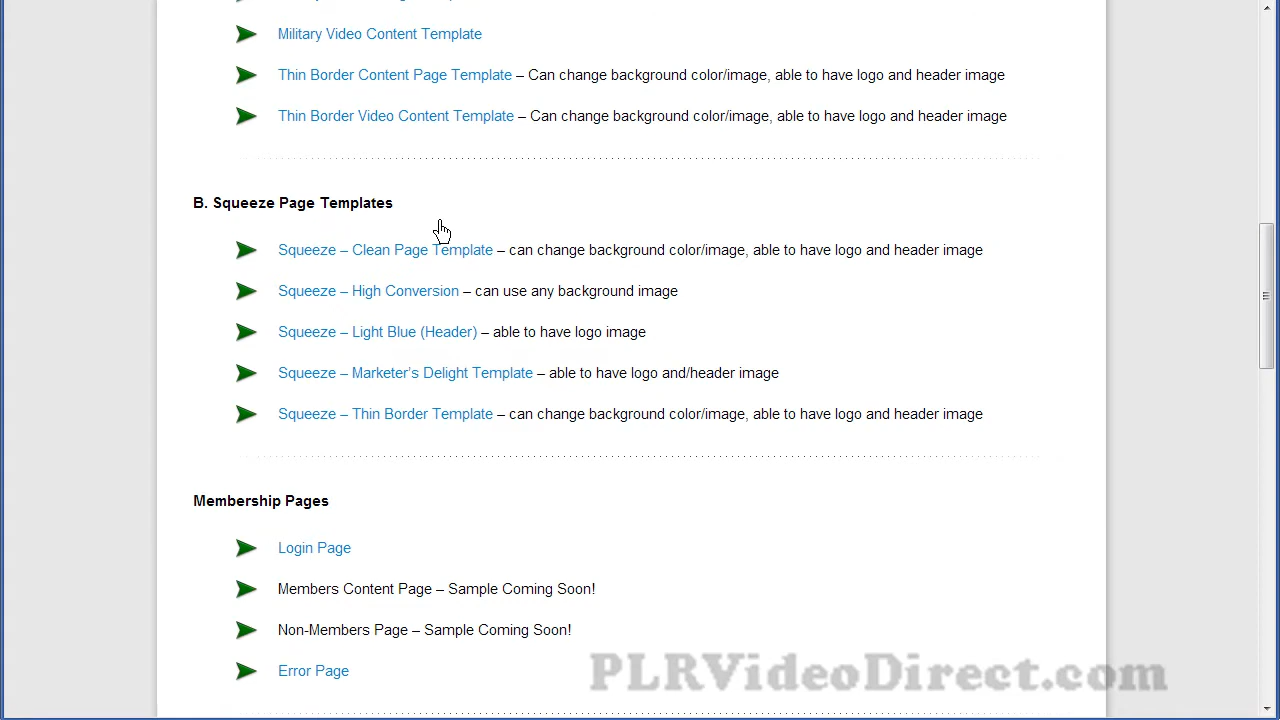 Military Video Content Template
Thin Border Content Page Template – Can change background color/image, able to have logo and header image
Thin Border Video Content Template – Can change background color/image, able to have logo and header image
B. Squeeze Page Templates
Squeeze – Clean Page Template – can change background color/image, able to have logo and header image
Squeeze – High Conversion – can use any background image
Squeeze – Light Blue (Header) – able to have logo image
Squeeze – Marketer's Delight Template – able to have logo and/header image
Squeeze – Thin Border Template – can change background color/image, able to have logo and header image
Membership Pages
Login Page
Members Content Page – Sample Coming Soon!
Non-Members Page – Sample Coming Soon!
Error Page
PLRVideoDirect.com